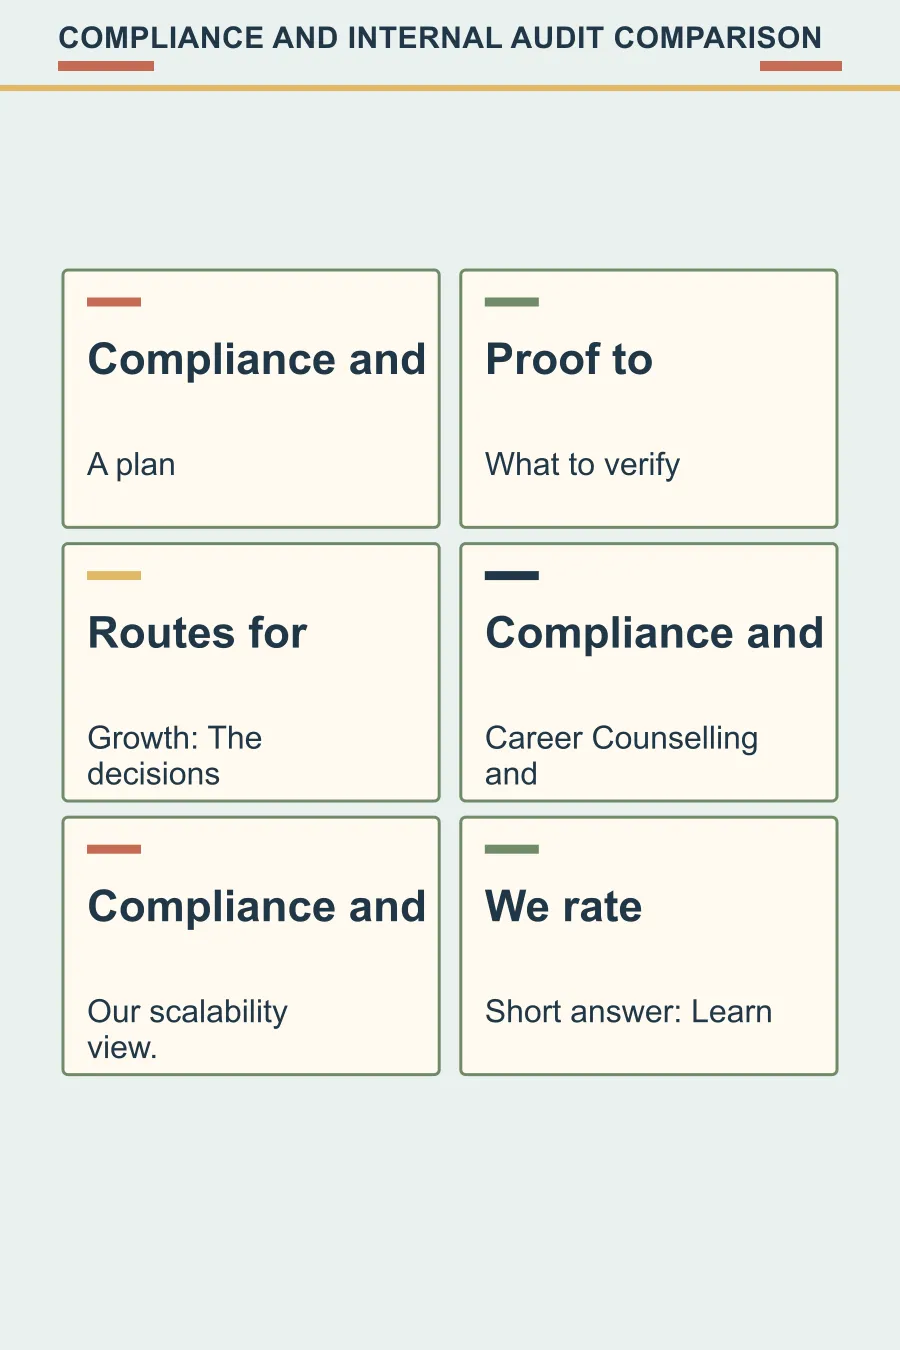 COMPLIANCE AND INTERNAL AUDIT COMPARISON
Compliance and
A plan
Proof to
What to verify
Routes for
Growth: The
decisions
Compliance and
Career Counselling
and
Compliance and
Our scalability
view.
We rate
Short answer: Learn